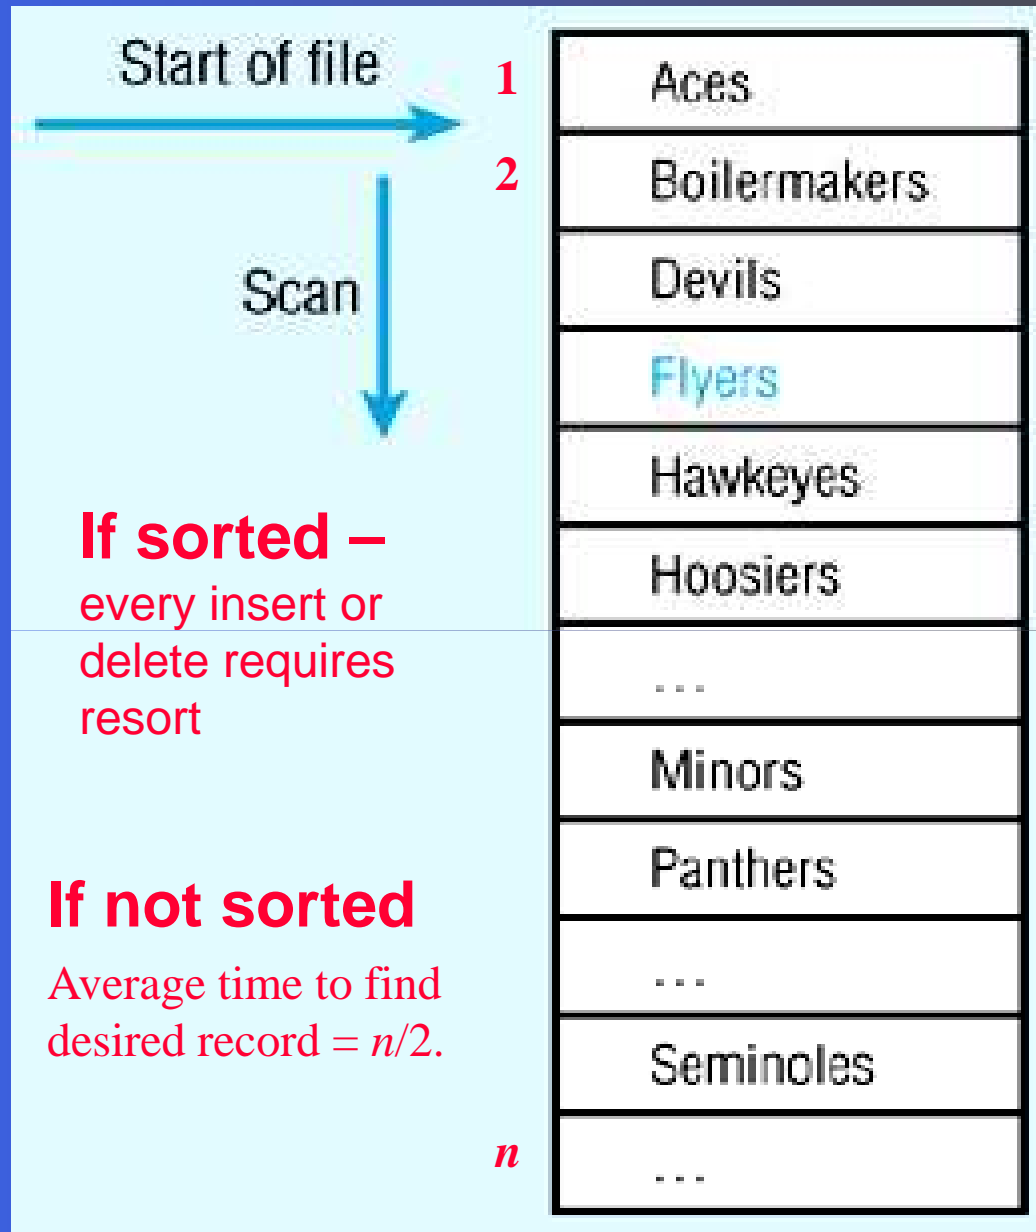 Start of file
Scan
If sorted –
every insert or
delete requires
resort
If not sorted
Average time to find
desired record = n/2.
1
Aces
2
Boilermakers
Devils
Flyers
Hawkeyes
Hoosiers
...
Minors
Panthers
...
Seminoles
n
...